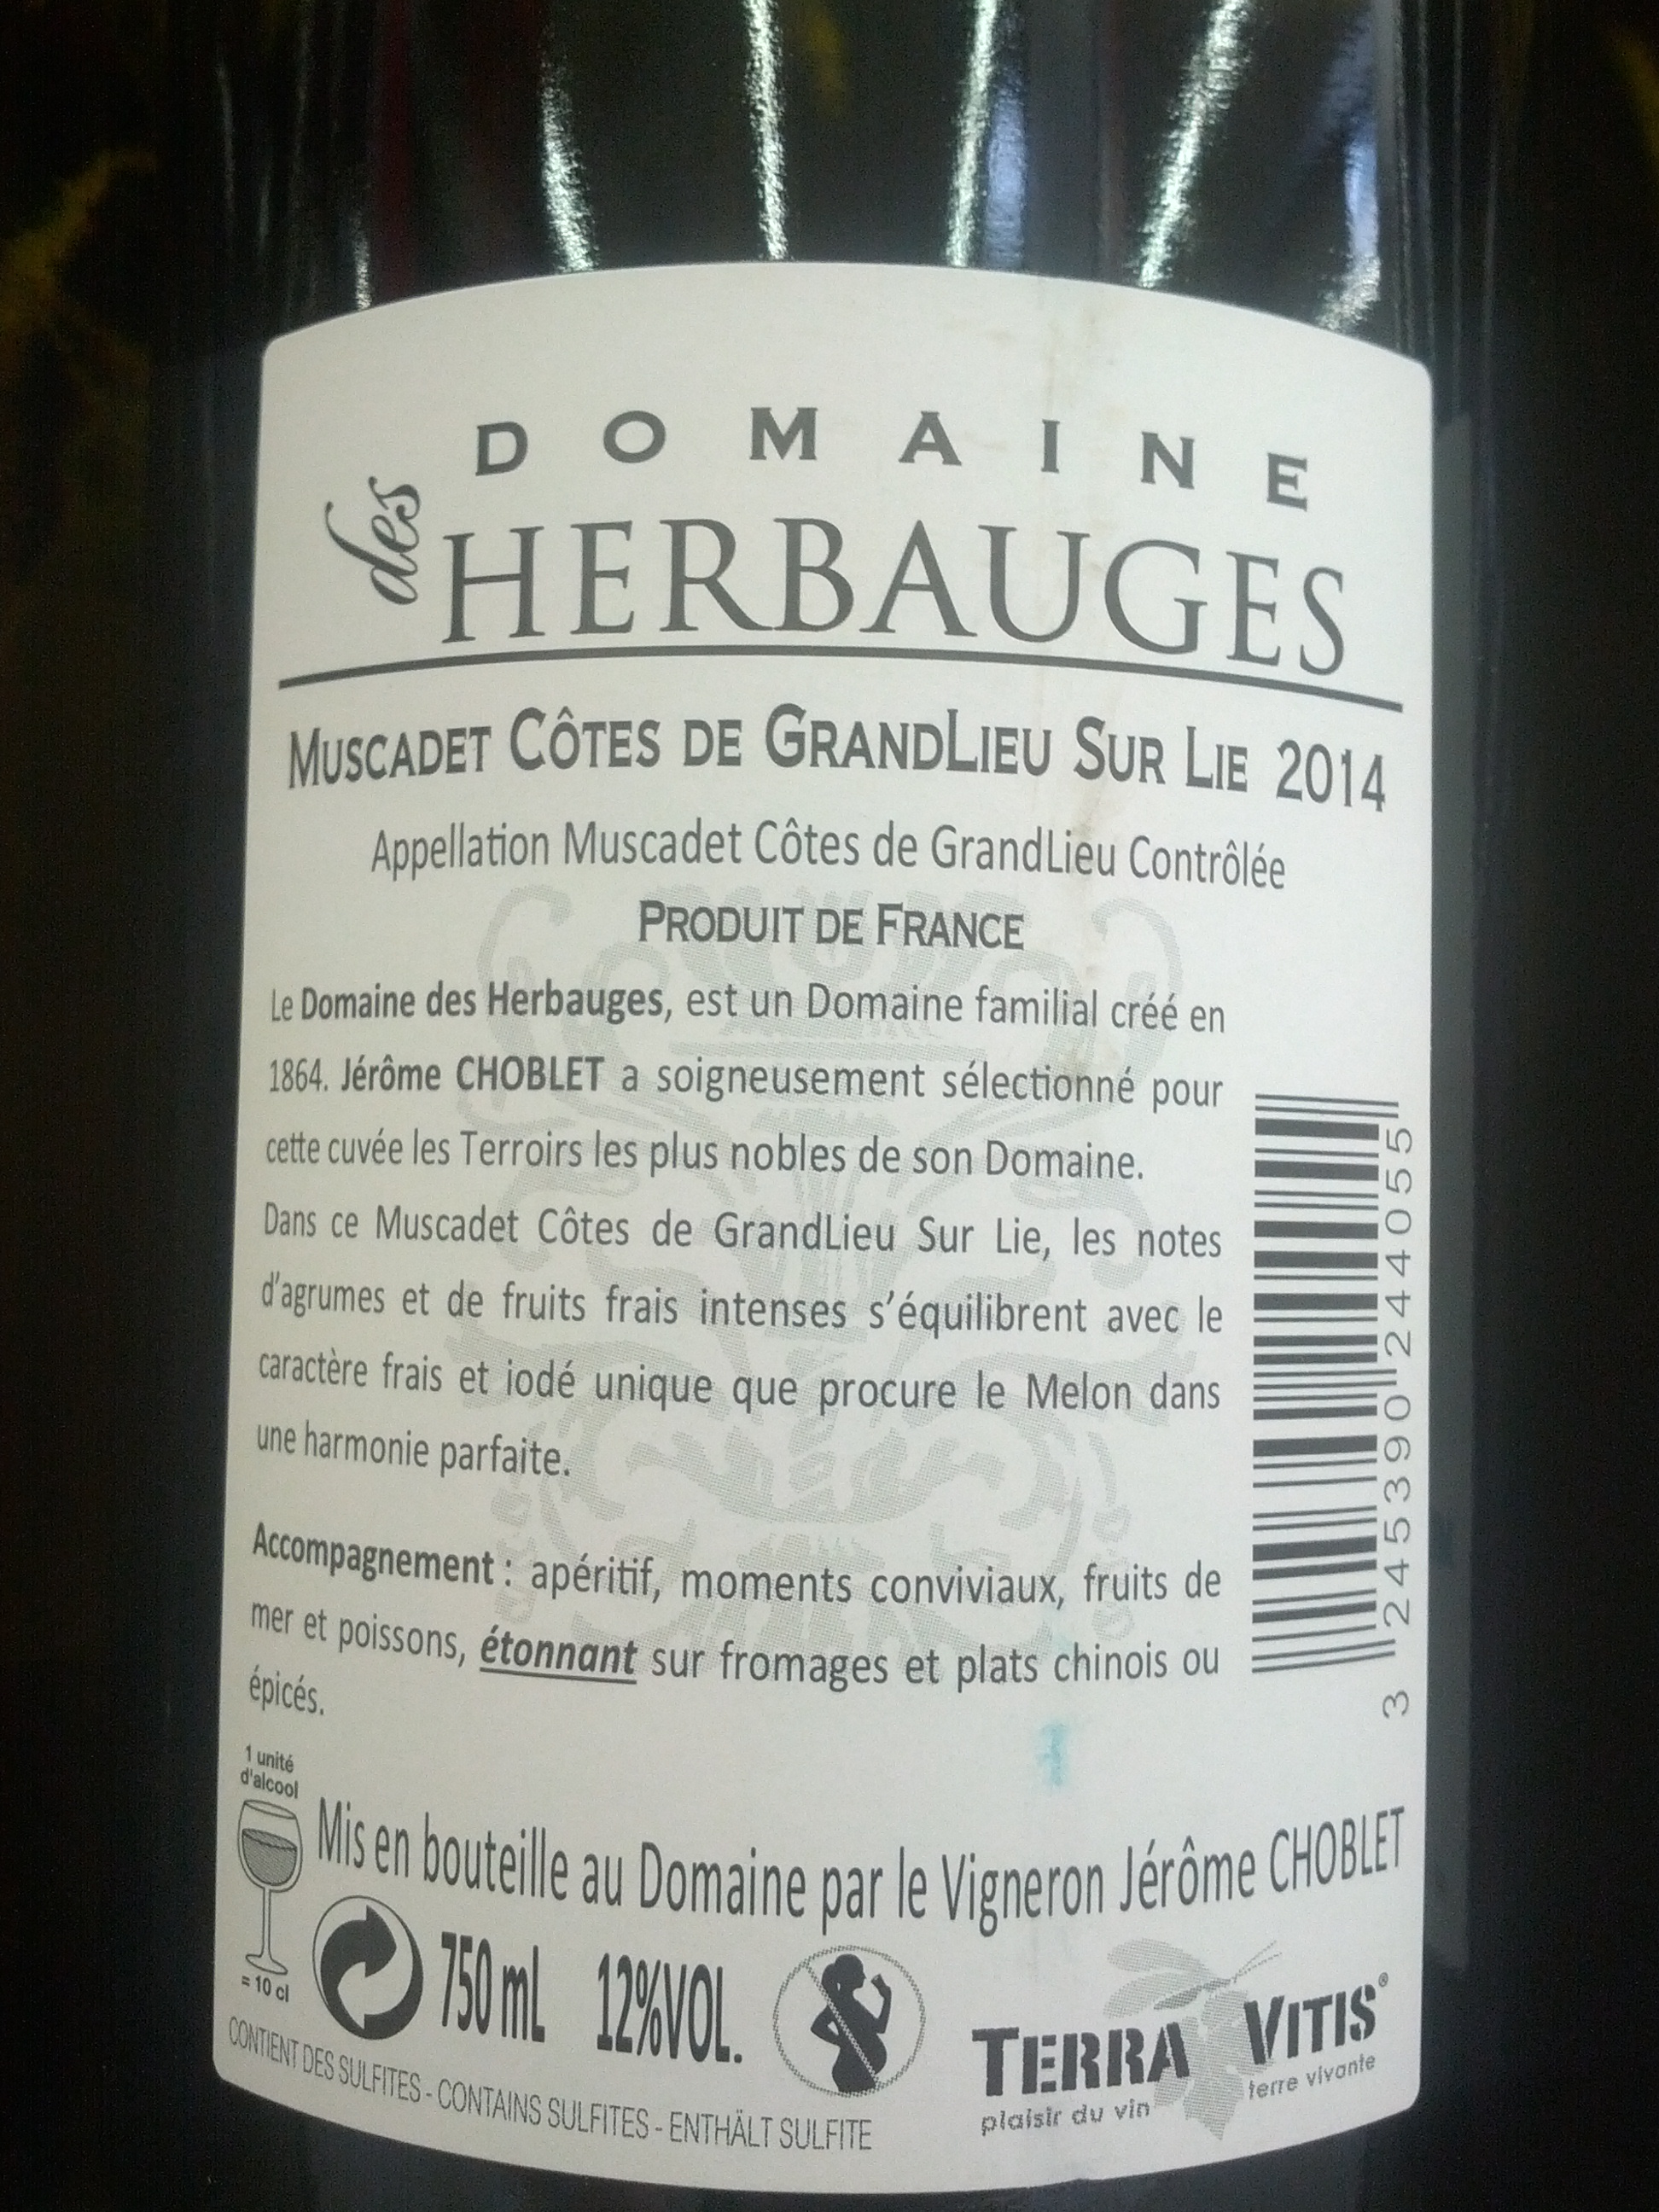 DOMAINE
des HERBAUGES
MUSCADET CÔTES DE GRANDLIEU SUR LIE 2014
Appellation Muscadet Côtes de GrandLieu Contrôlée
PRODUIT DE FRANCE
Le Domaine des Herbauges, est un Domaine familial créé en
1864. Jérôme CHOBLET a soigneusement sélectionné pour
cette cuvée les Terroirs les plus nobles de son Domaine.
Dans ce Muscadet Côtes de GrandLieu Sur Lie, les notes
d'agrumes et de fruits frais intenses s'équilibrent avec le
caractère frais et iodé unique que procure le Melon dans
une harmonie parfaite.
Accompagnement : apéritif, moments conviviaux, fruits de
mer et poissons, étonnant sur fromages et plats chinois ou
épicés.
3 245390 244055
1 unité
d'alcool
= 10 cl
Mis en bouteille au Domaine par le Vigneron Jérôme CHOBLET
750 mL 12%VOL.
TERRA VITIS®
plaisir du vin terre vivante
CONTIENT DES SULFITES - CONTAINS SULFITES - ENTHÄLT SULFITE